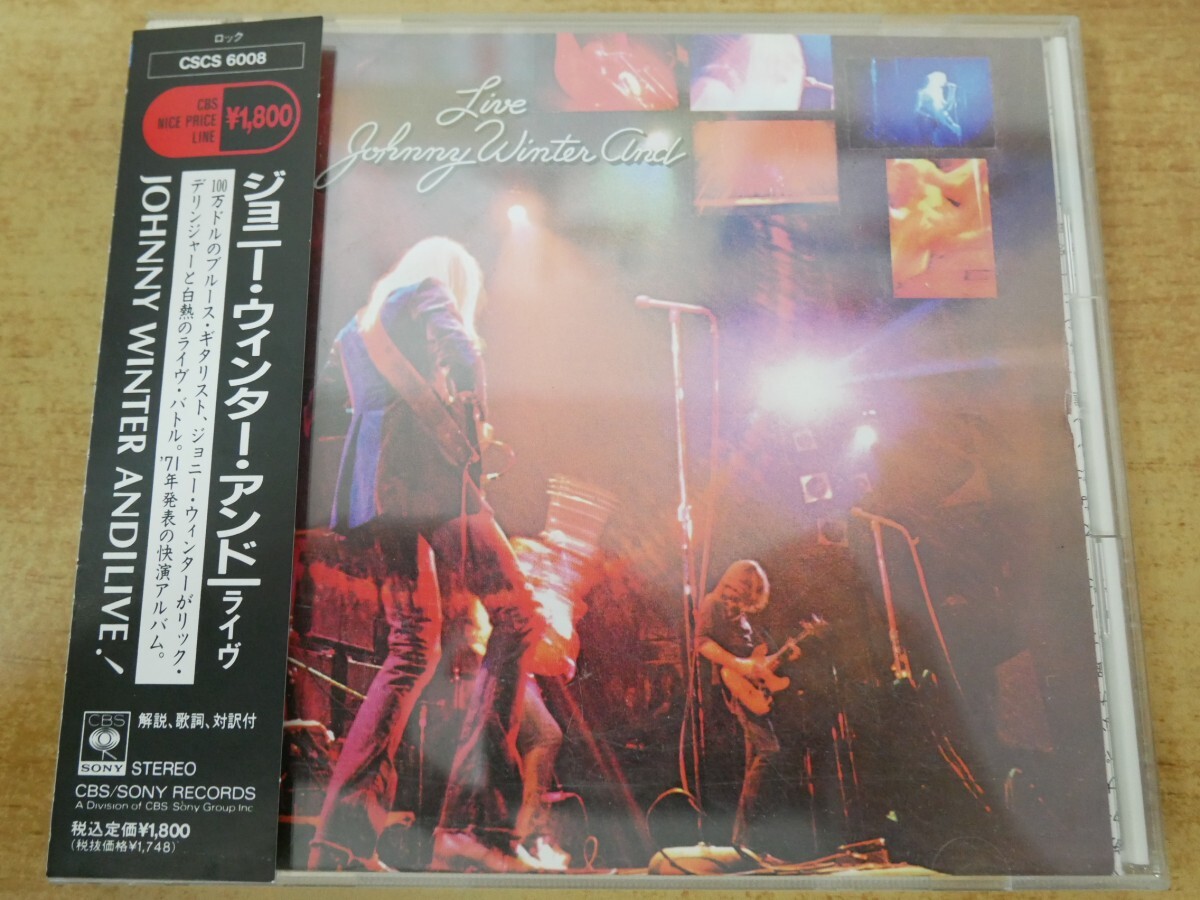 ロック
CSCS 6008
CBS
NICE PRICE
LINE
¥1,800
ジョニー・ウィンター・アンド/ライヴ
100万ドルのブルース・ギタリスト、ジョニー・ウィンターがリック・
デリンジャーと白熱のライヴ・バトル。'71年発表の快演アルバム。
JOHNNY WINTER AND/LIVE!
CBS
SONY
解説、歌詞、対訳付
STEREO
CBS/SONY RECORDS
A Division of CBS Sony Group Inc
税込定価¥1,800
(税抜価格¥1,748)
Live
Johnny Winter And